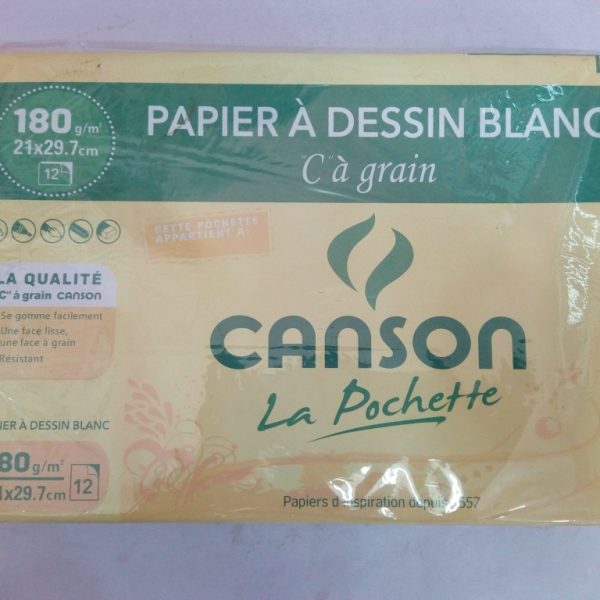 180 g/m²
21x29.7cm
12
PAPIER À DESSIN BLANC
"C" à grain
CETTE POCHETTE
APPARTIENT A:
LA QUALITÉ
C" à grain CANSON
Se gomme facilement
Une face lisse,
une face à grain
Résistant
CANSON
La Pochette
IER À DESSIN BLANC
80 g/m²
1x29.7cm
12
Papiers d'inspiration depuis 557